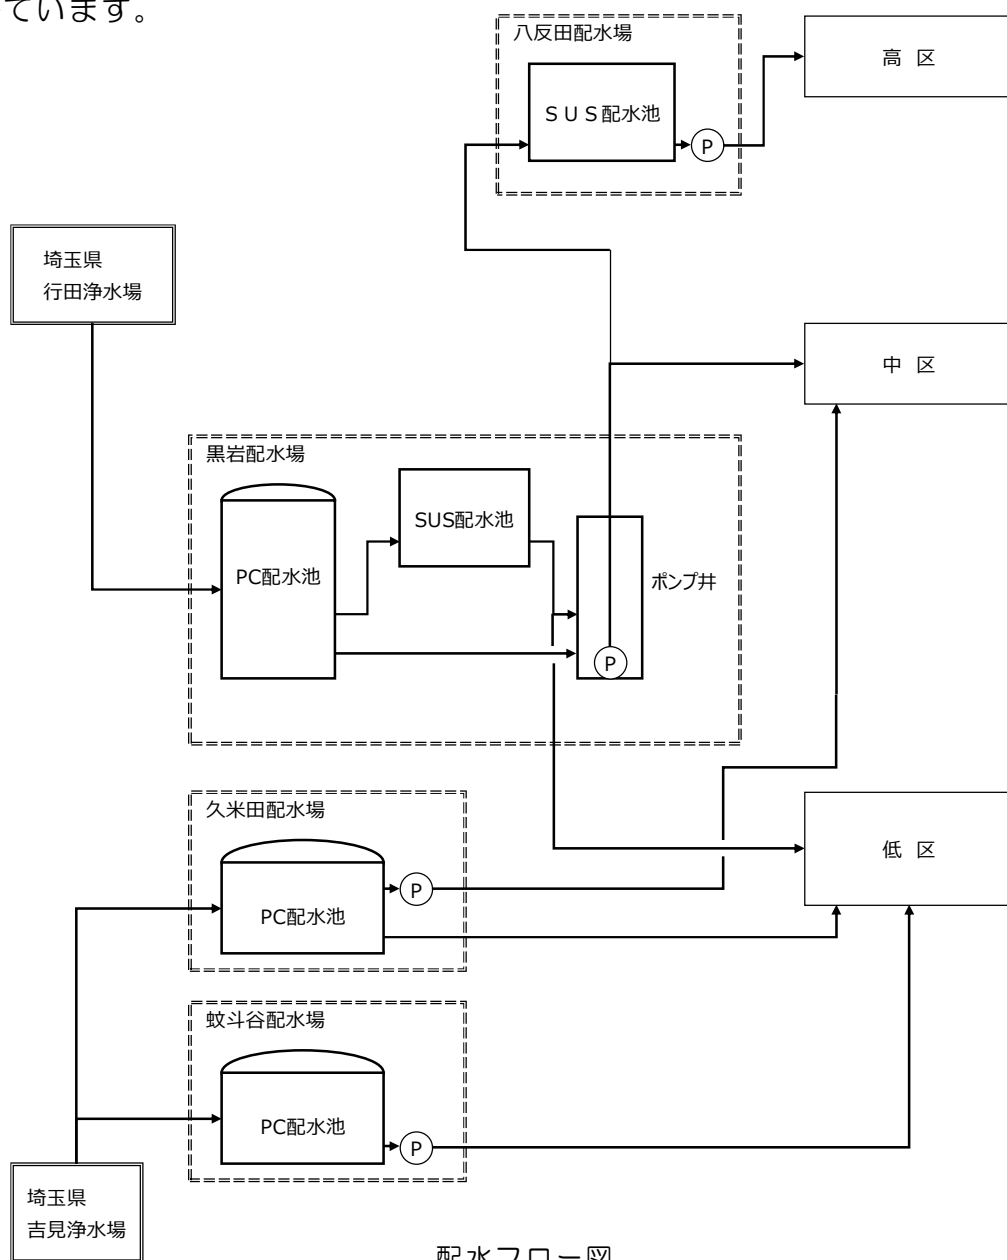 ています。
八反田配水場
ＳＵＳ配水池
P
高 区
埼玉県
行田浄水場
中 区
黒岩配水場
SUS配水池
PC配水池
ポンプ井
P
久米田配水場
PC配水池
P
低 区
蚊斗谷配水場
PC配水池
P
埼玉県
吉見浄水場
配水フロー図